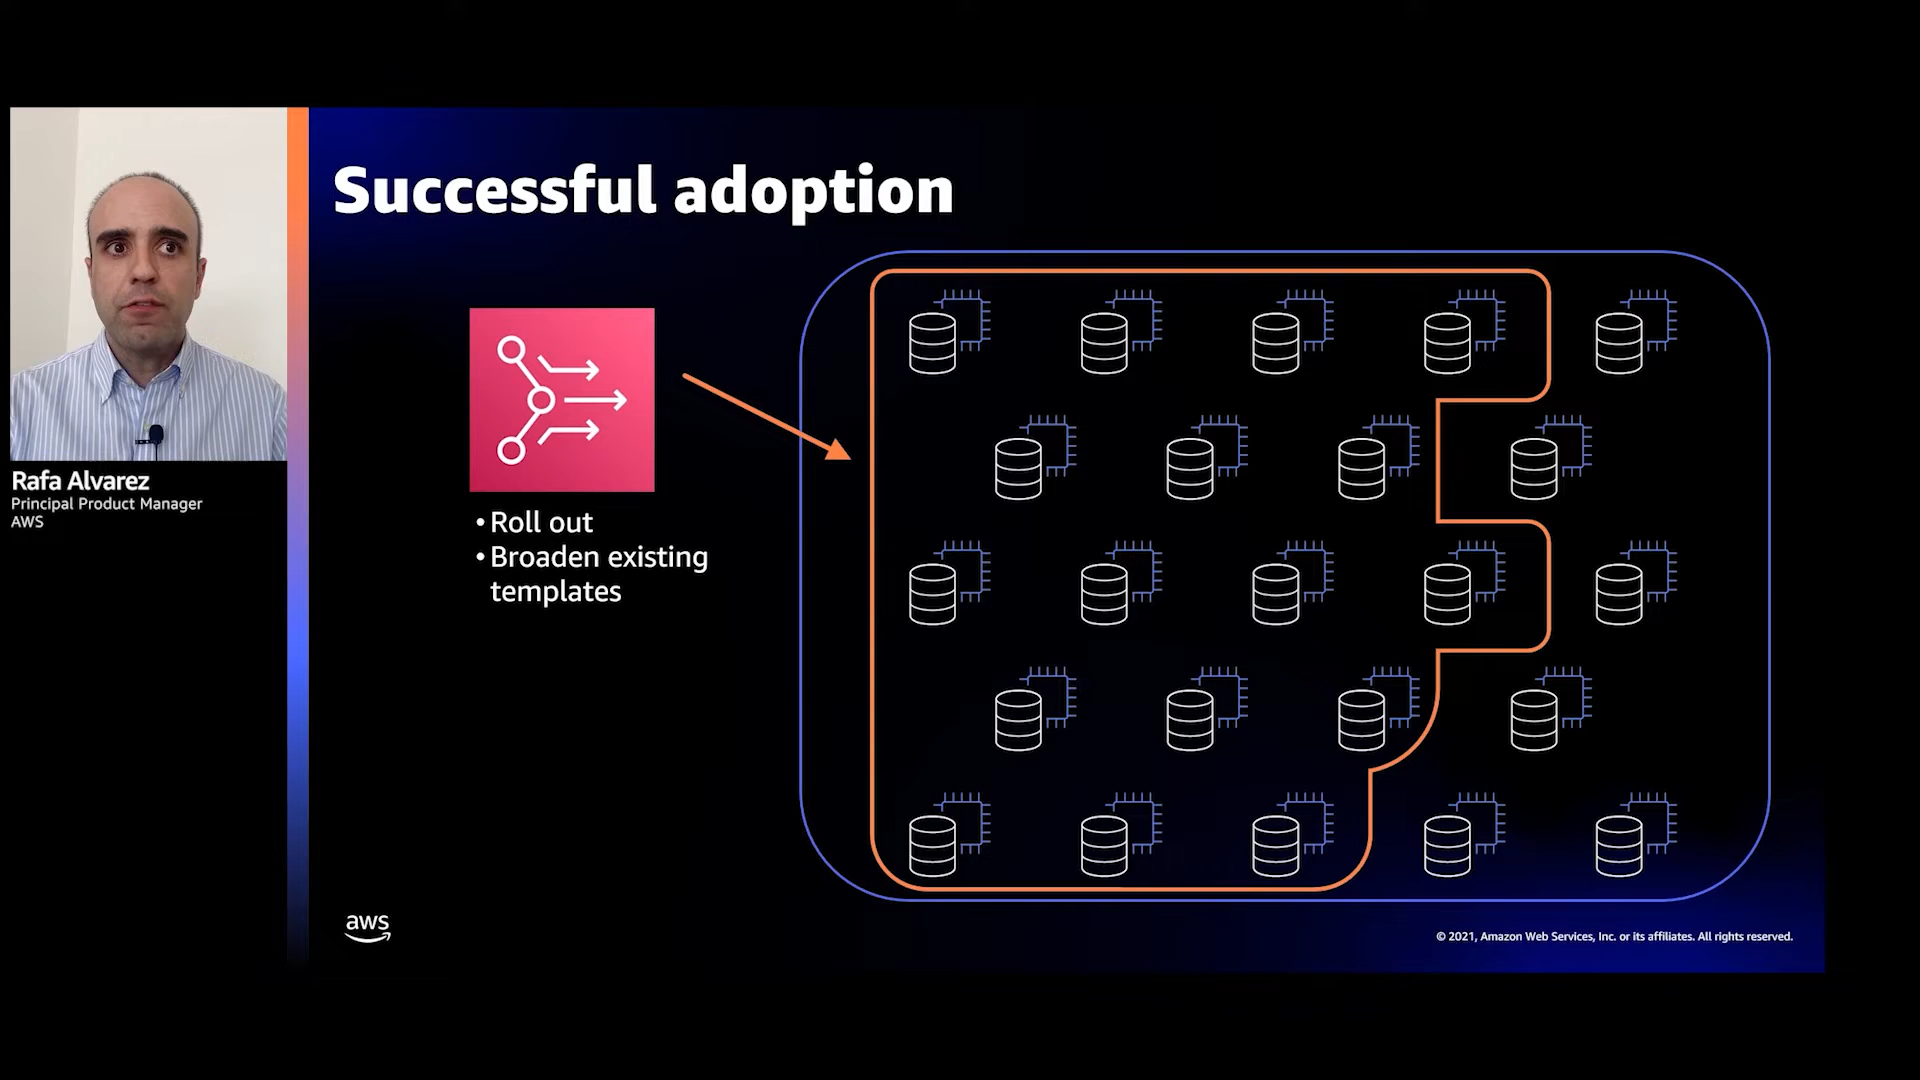 Successful adoption
• Roll out
• Broaden existing
templates
Rafa Alvarez
Principal Product Manager
AWS
aws
© 2021, Amazon Web Services, Inc. or its affiliates. All rights reserved.